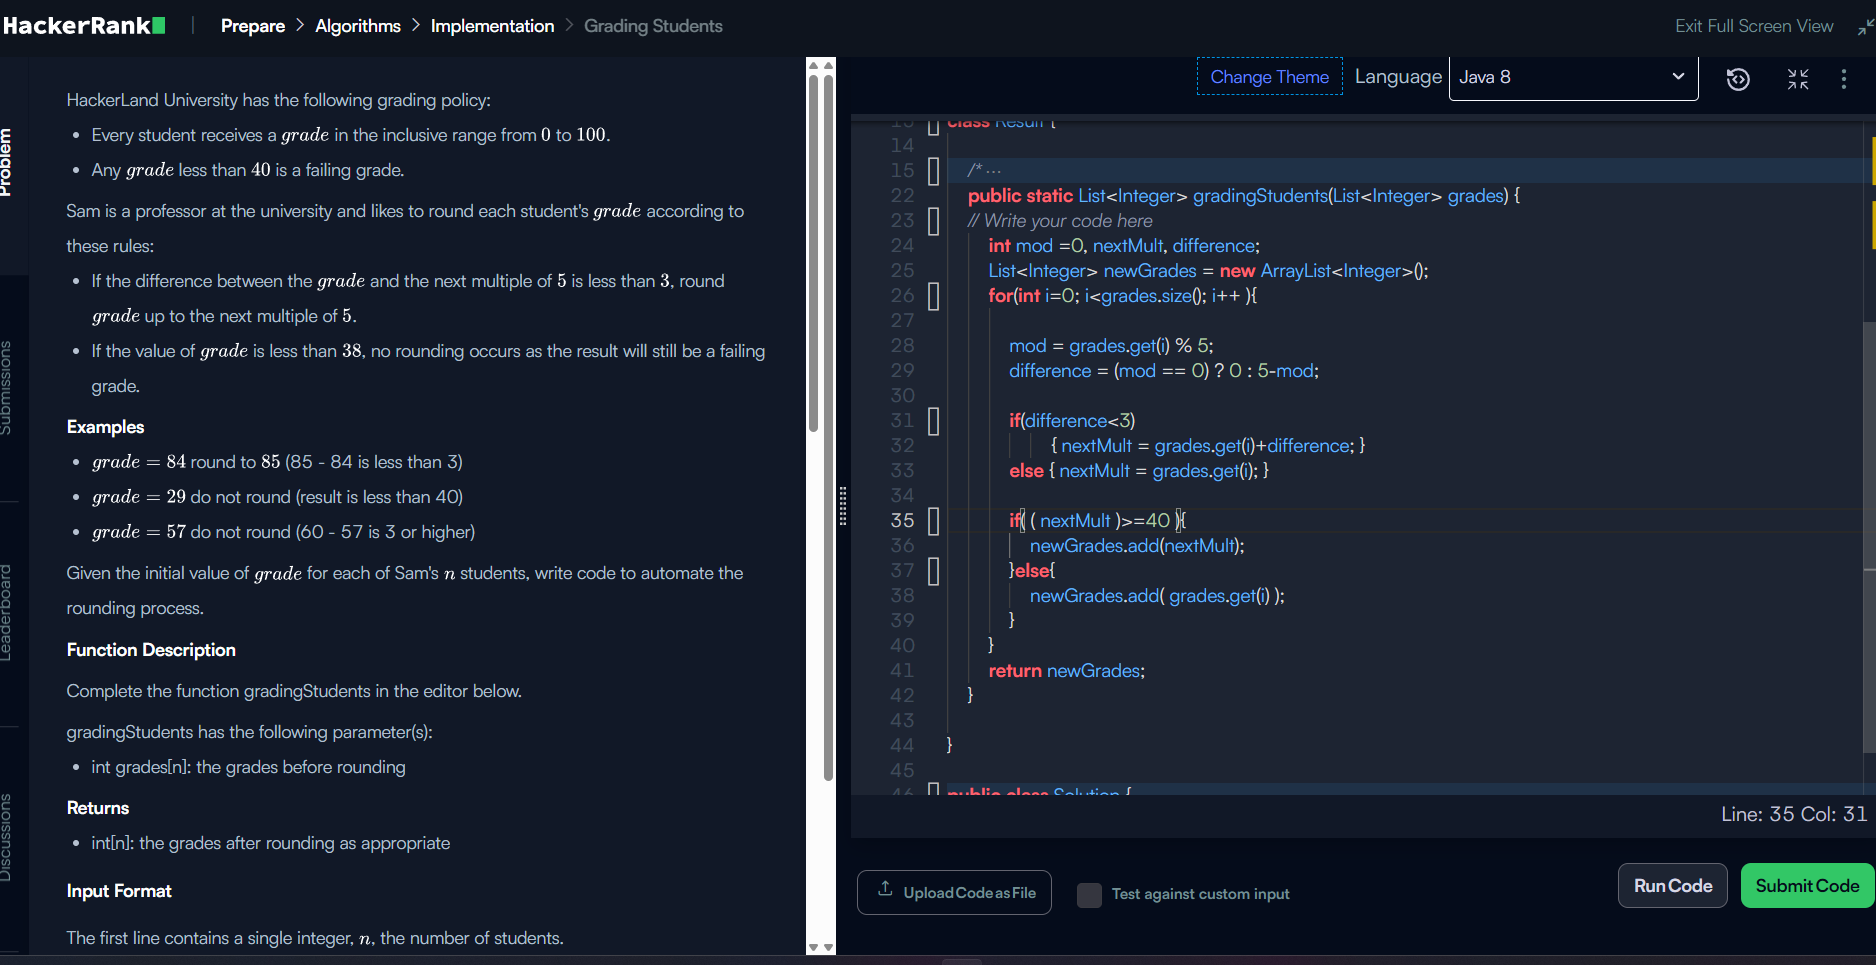 HackerRank
Prepare > Algorithms > Implementation > Grading Students
Exit Full Screen View
Problem
Submissions
Leaderboard
Discussions
HackerLand University has the following grading policy:
• Every student receives a grade in the inclusive range from 0 to 100.
• Any grade less than 40 is a failing grade.
Sam is a professor at the university and likes to round each student's grade according to
these rules:
• If the difference between the grade and the next multiple of 5 is less than 3, round
grade up to the next multiple of 5.
• If the value of grade is less than 38, no rounding occurs as the result will still be a failing
grade.
Examples
• grade = 84 round to 85 (85 - 84 is less than 3)
• grade = 29 do not round (result is less than 40)
• grade = 57 do not round (60 - 57 is 3 or higher)
Given the initial value of grade for each of Sam's n students, write code to automate the
rounding process.
Function Description
Complete the function gradingStudents in the editor below.
gradingStudents has the following parameter(s):
• int grades[n]: the grades before rounding
Returns
• int[n]: the grades after rounding as appropriate
Input Format
The first line contains a single integer, n, the number of students.
Change Theme
Language
Java 8
13 class Result {
14
15 /* ···
22 public static List<Integer> gradingStudents(List<Integer> grades) {
23 // Write your code here
24 int mod =0, nextMult, difference;
25 List<Integer> newGrades = new ArrayList<Integer>();
26 for(int i=0; i<grades.size(); i++ ){
27
28 mod = grades.get(i) % 5;
29 difference = (mod == 0) ? 0 : 5-mod;
30
31 if(difference<3)
32 { nextMult = grades.get(i)+difference; }
33 else { nextMult = grades.get(i); }
34
35 if( ( nextMult )>=40 ){
36 newGrades.add(nextMult);
37 }else{
38 newGrades.add( grades.get(i) );
39 }
40 }
41 return newGrades;
42 }
43
44 }
45
46 public class Solution {
Line: 35 Col: 31
Upload Code as File
Test against custom input
Run Code
Submit Code